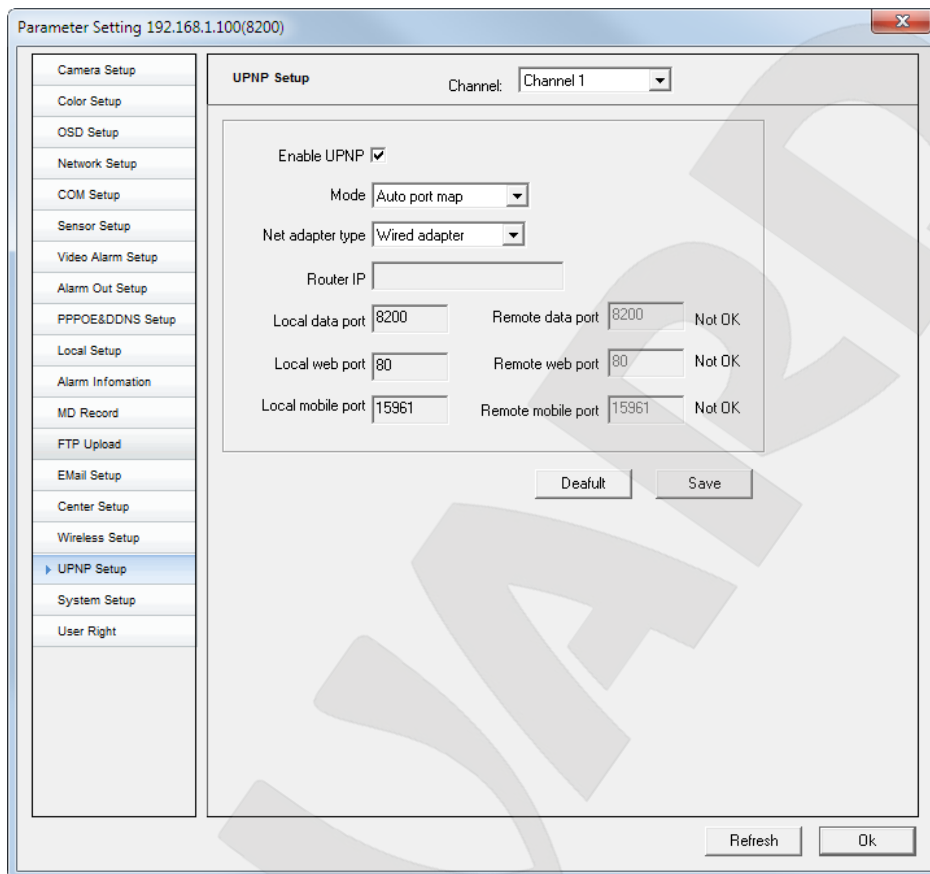 Parameter Setting 192.168.1.100(8200)
x
Camera Setup
Color Setup
OSD Setup
Network Setup
COM Setup
Sensor Setup
Video Alarm Setup
Alarm Out Setup
PPPOE&DDNS Setup
Local Setup
Alarm Infomation
MD Record
FTP Upload
EMail Setup
Center Setup
Wireless Setup
UPNP Setup
System Setup
User Right
UPNP Setup Channel: Channel 1
Enable UPNP
Mode Auto port map
Net adapter type Wired adapter
Router IP
Local data port 8200 Remote data port 8200 Not OK
Local web port 80 Remote web port 80 Not OK
Local mobile port 15961 Remote mobile port 15961 Not OK
Deafult Save
Refresh Ok